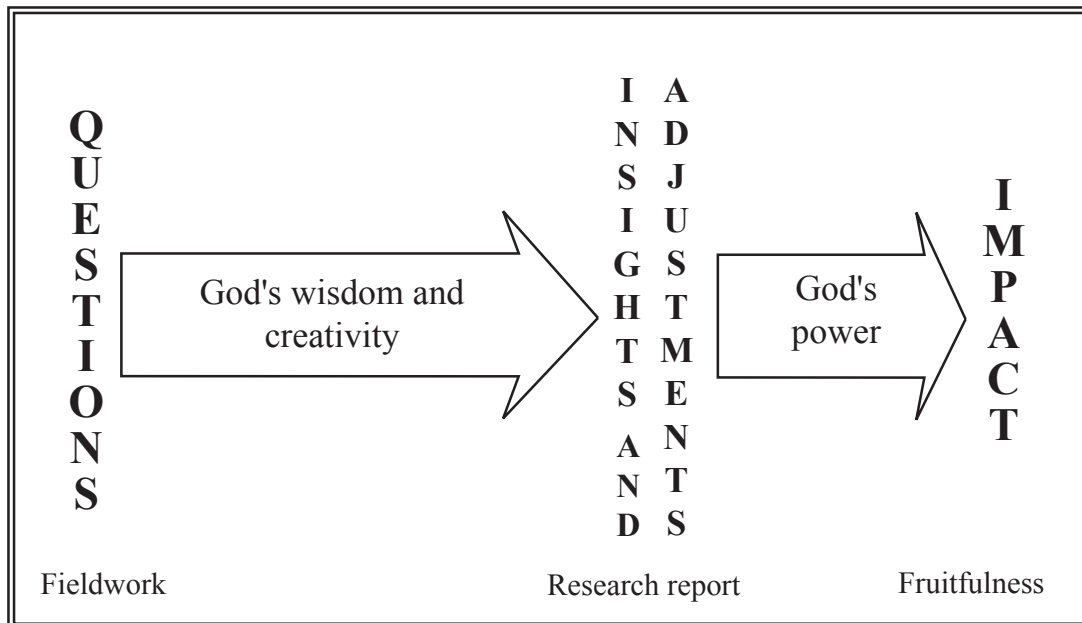 QUESTIONS
God's wisdom and
creativity
INSIGHTS AND
ADJUSTMENTS
God's
power
IMPACT
Fieldwork
Research report
Fruitfulness